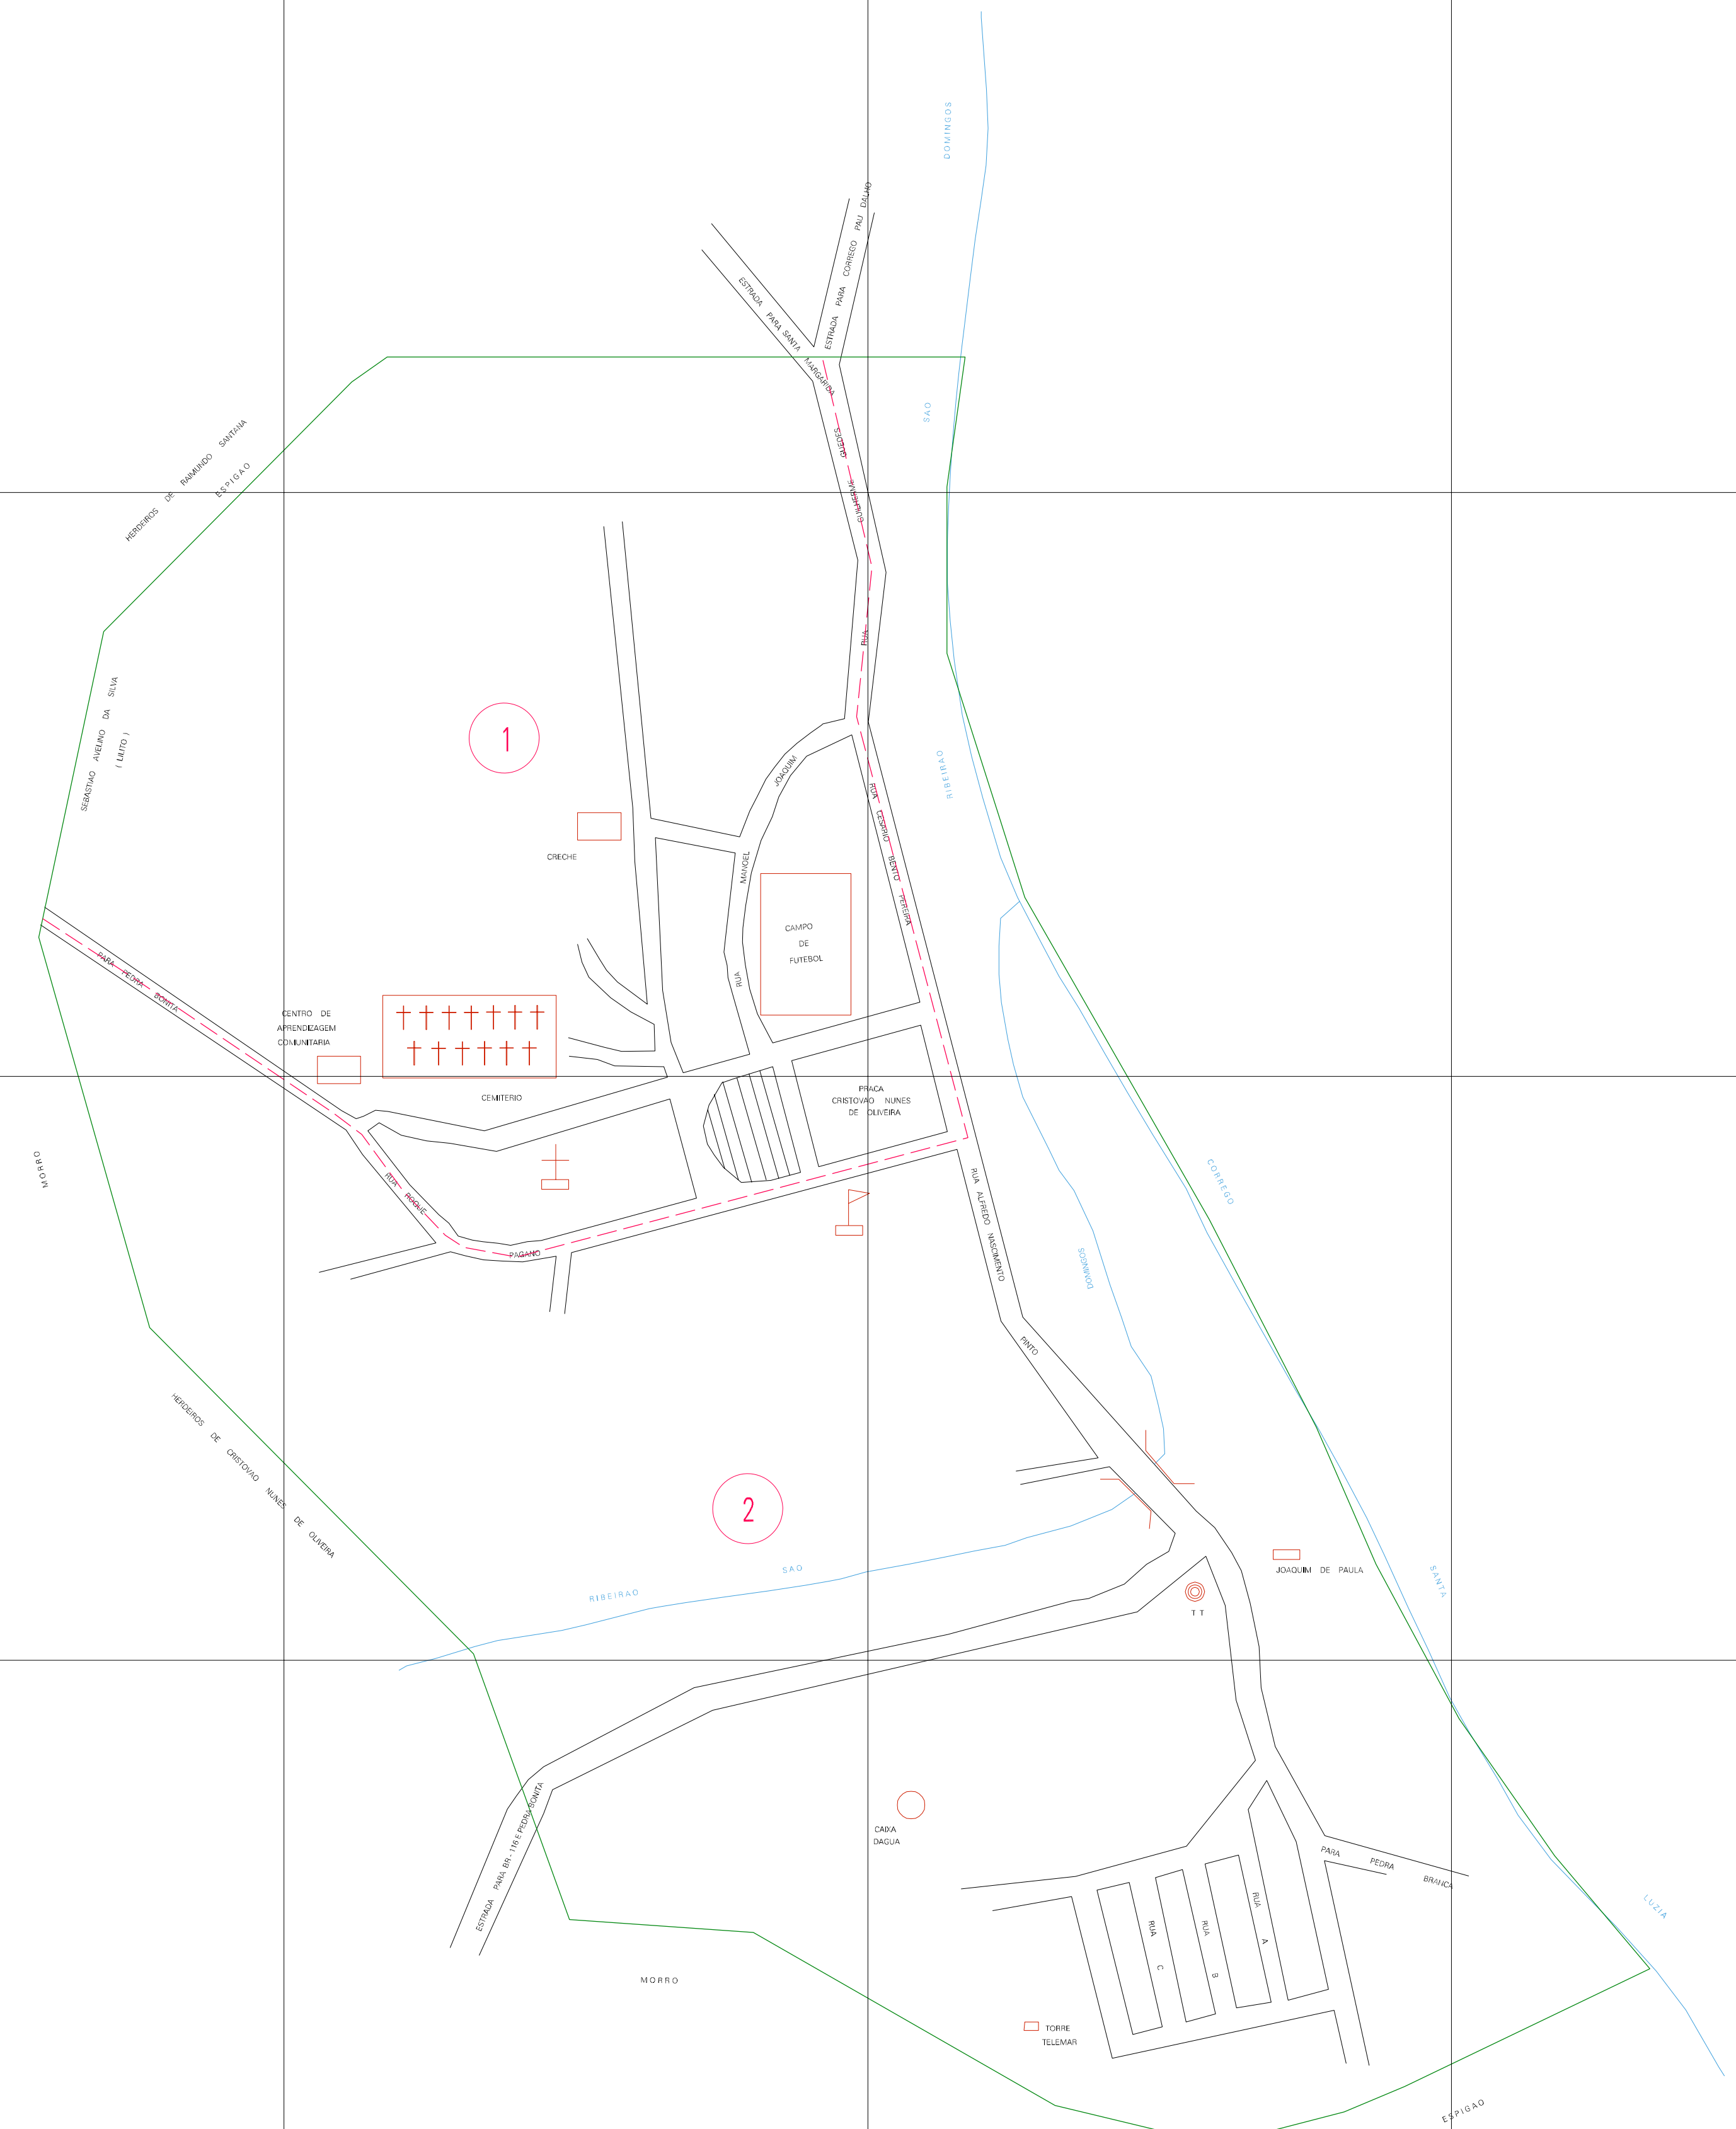 DOMINGOS
ESTRADA PARA CORREGO PAU DALHO
ESTRADA PARA SANTA MARGARIDA
SAO
HERDEIROS DE RAIMUNDO SANTANA
ESPIGAO
RUA GUILHERME GUEDES
SEBASTIAO AVELINO DA SILVA
( LILITO )
1
RIBEIRAO
RUA MANOEL JOAQUIM
RUA CESARIO BENTO PEREIRA
CRECHE
CAMPO
DE
FUTEBOL
PARA PEDRA BONITA
CENTRO DE
APRENDIZAGEM
COMUNITARIA
CEMITERIO
PRACA
CRISTOVAO NUNES
DE OLIVEIRA
MORRO
RUA ROQUE PAGANO
RUA ALFREDO NASCIMENTO PINTO
CORREGO
DOMINGOS
HERDEIROS DE CRISTOVAO NUNES DE OLIVEIRA
2
SAO
RIBEIRAO
JOAQUIM DE PAULA
SANTA
T T
ESTRADA PARA BR - 116 E PEDRA BONITA
CAIXA
DAGUA
PARA PEDRA BRANCA
RUA C
RUA B
RUA A
LUZIA
MORRO
TORRE
TELEMAR
ESPIGAO